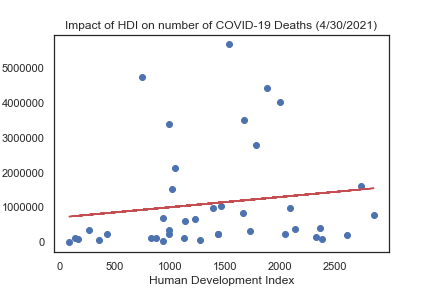 Impact of HDI on number of COVID-19 Deaths (4/30/2021)
5000000
4000000
3000000
2000000
1000000
0
0 500 1000 1500 2000 2500
Human Development Index